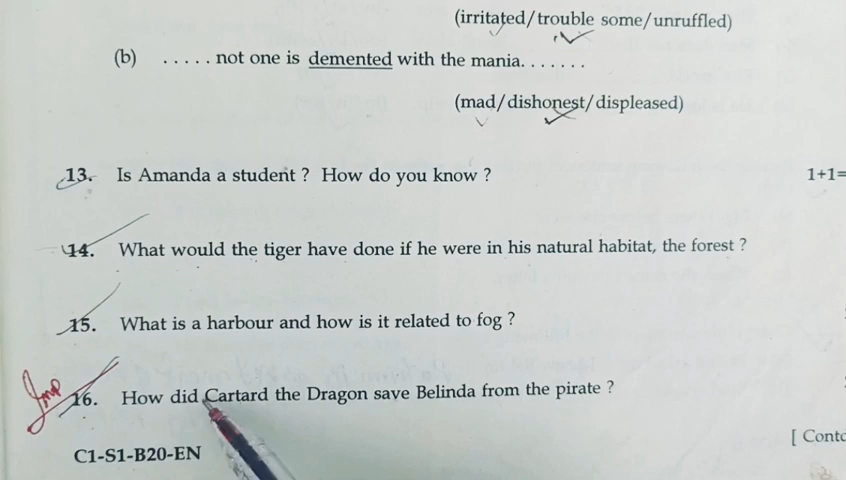 (irritated/trouble some/unruffled)
(b) ..... not one is demented with the mania.......
(mad/dishonest/displeased)
13. Is Amanda a student ? How do you know ? 1+1=
14. What would the tiger have done if he were in his natural habitat, the forest ?
15. What is a harbour and how is it related to fog ?
Imp 16. How did Cartard the Dragon save Belinda from the pirate ?
[ Contd
C1-S1-B20-EN